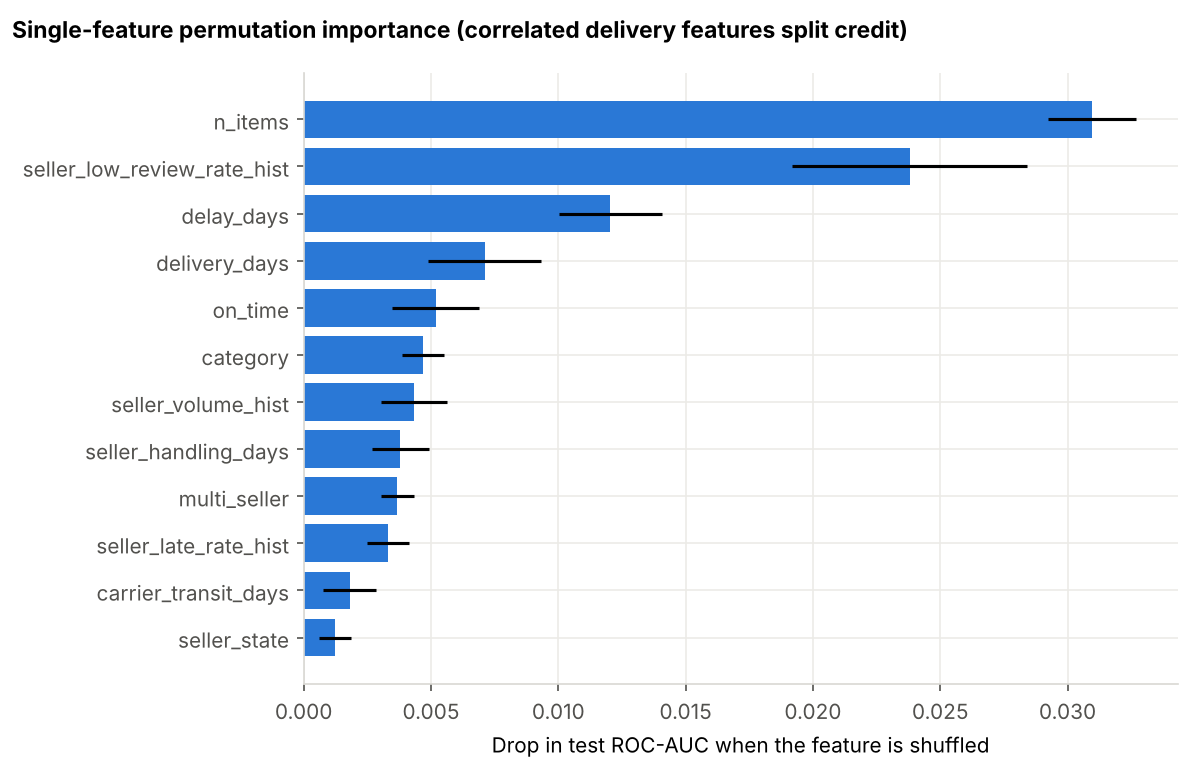 Single-feature permutation importance (correlated delivery features split credit)
n_items
seller_low_review_rate_hist
delay_days
delivery_days
on_time
category
seller_volume_hist
seller_handling_days
multi_seller
seller_late_rate_hist
carrier_transit_days
seller_state
0.000 0.005 0.010 0.015 0.020 0.025 0.030
Drop in test ROC-AUC when the feature is shuffled